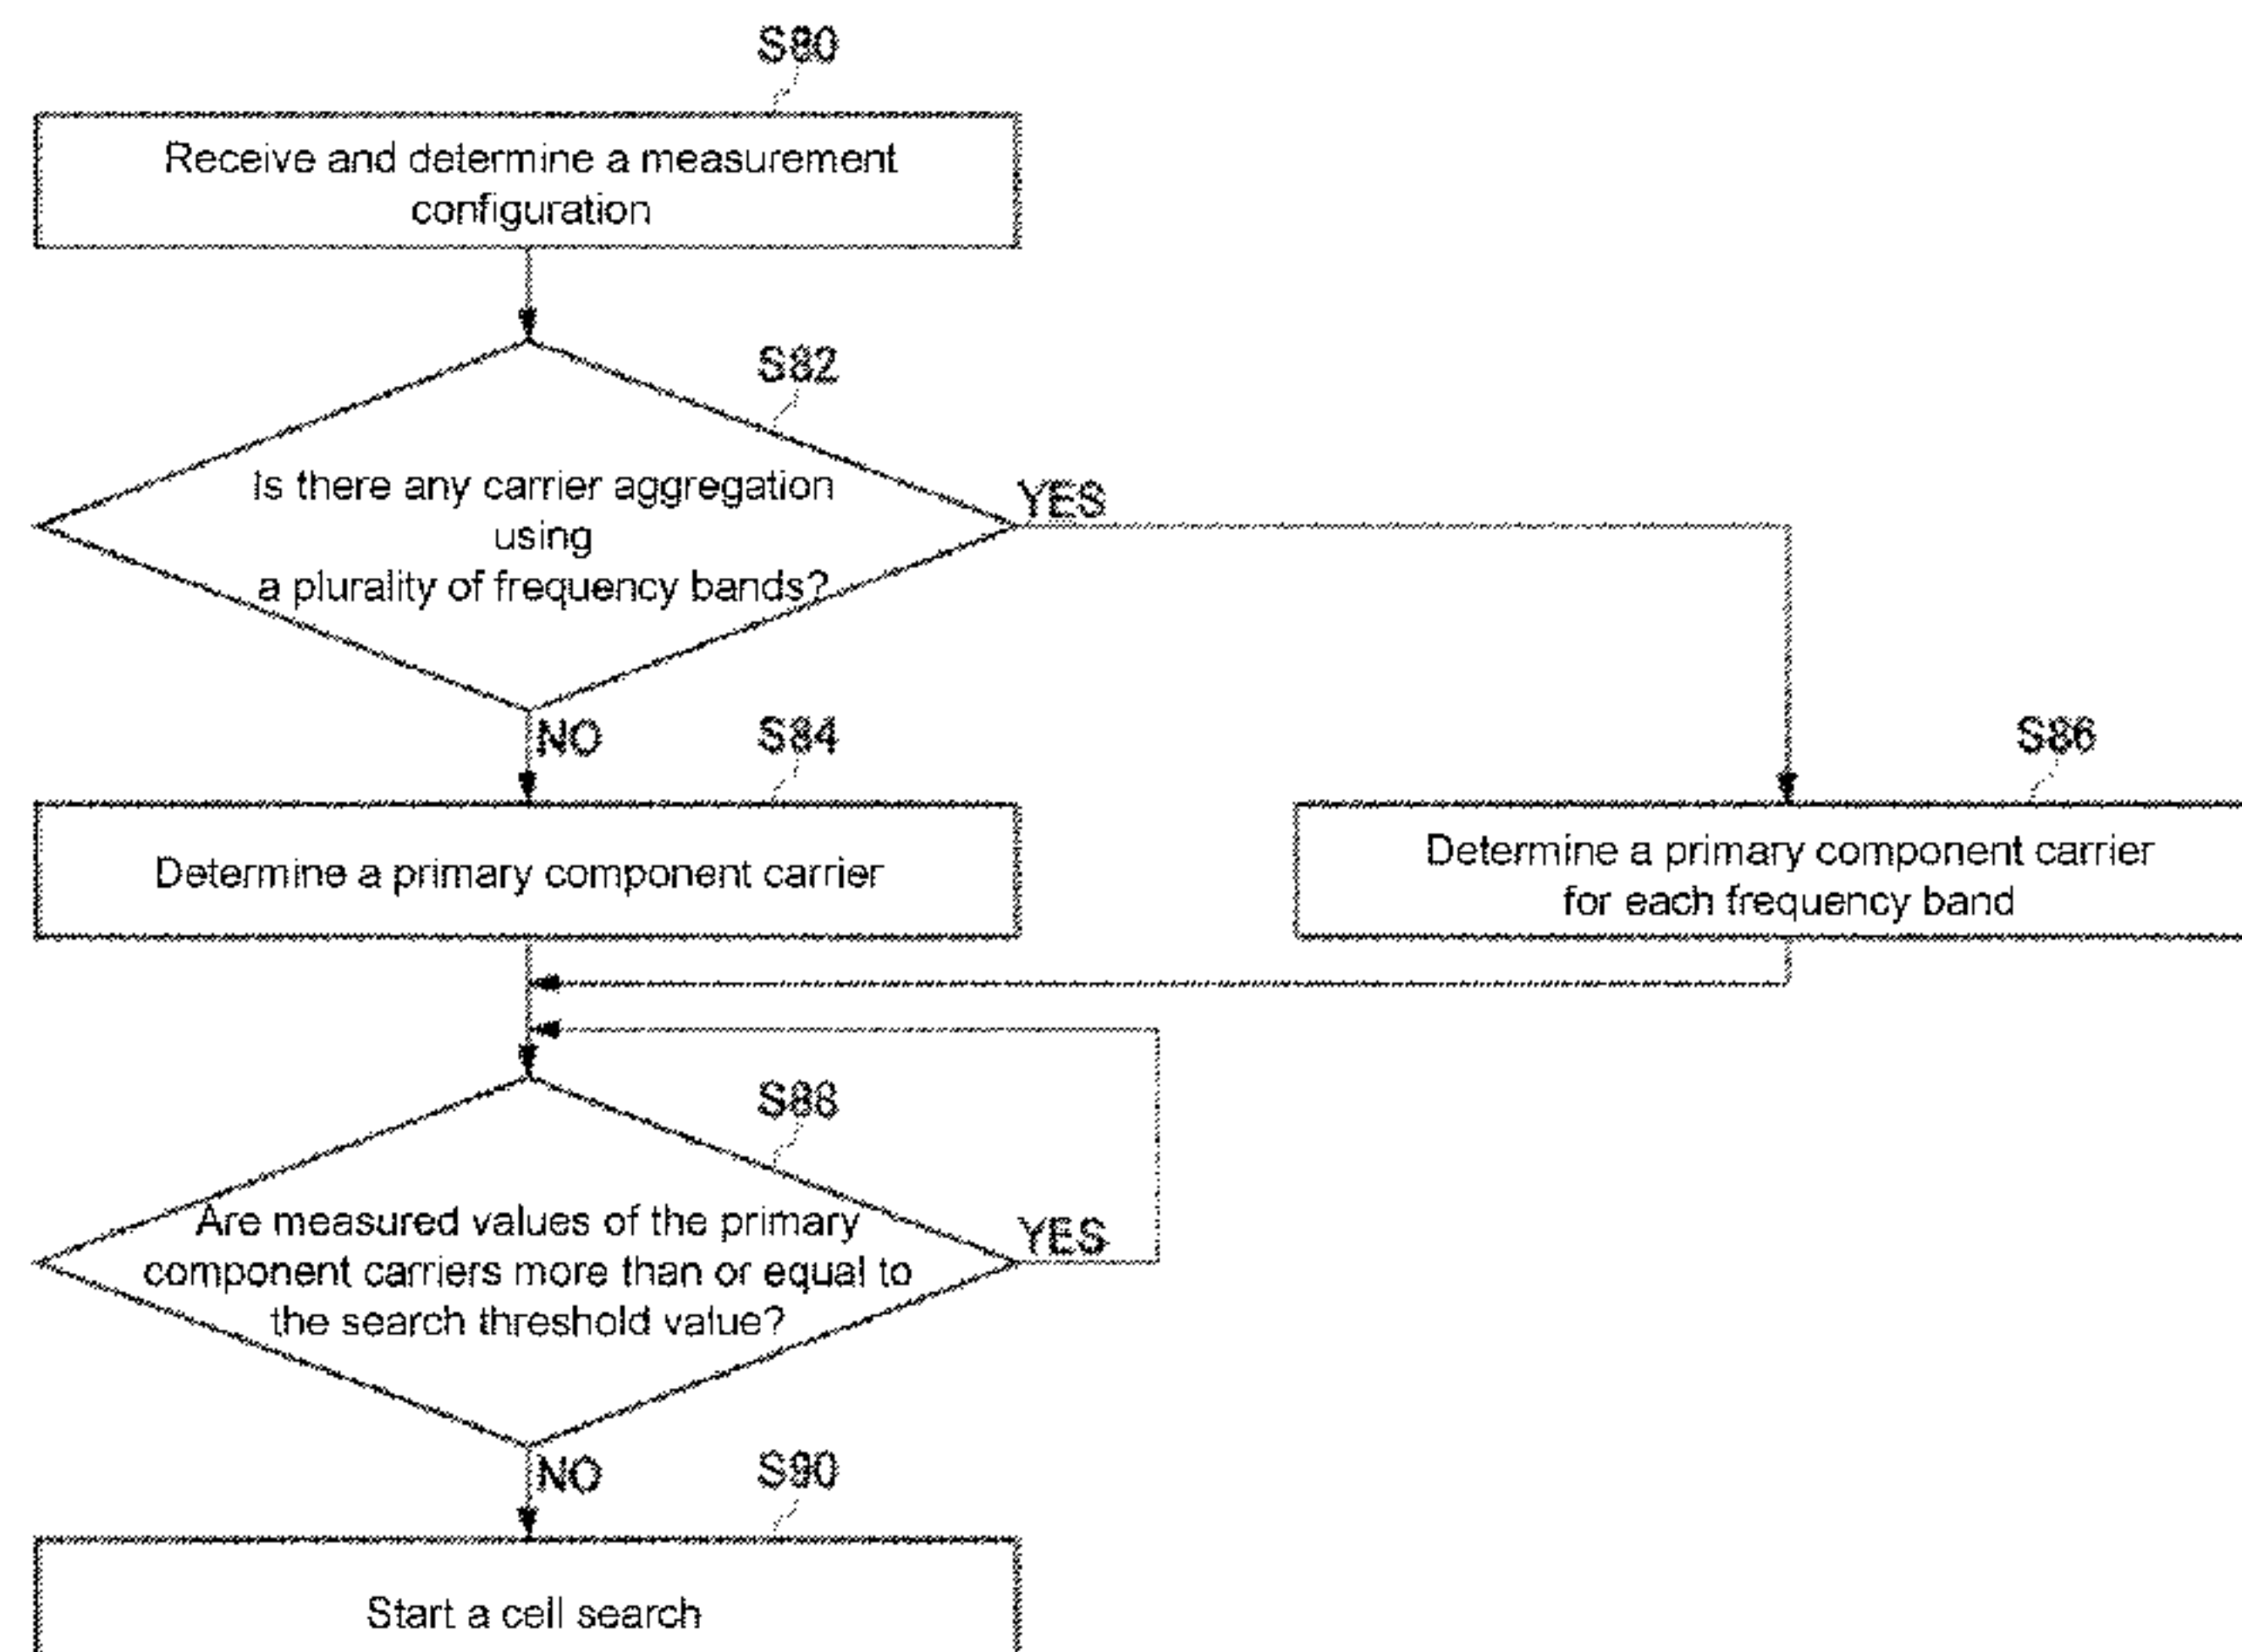 S80
Receive and determine a measurement
configuration
S82
Is there any carrier aggregation
using
a plurality of frequency bands?
YES
NO
S84
Determine a primary component carrier
S86
Determine a primary component carrier
for each frequency band
S88
Are measured values of the primary
component carriers more than or equal to
the search threshold value?
YES
NO
S90
Start a cell search